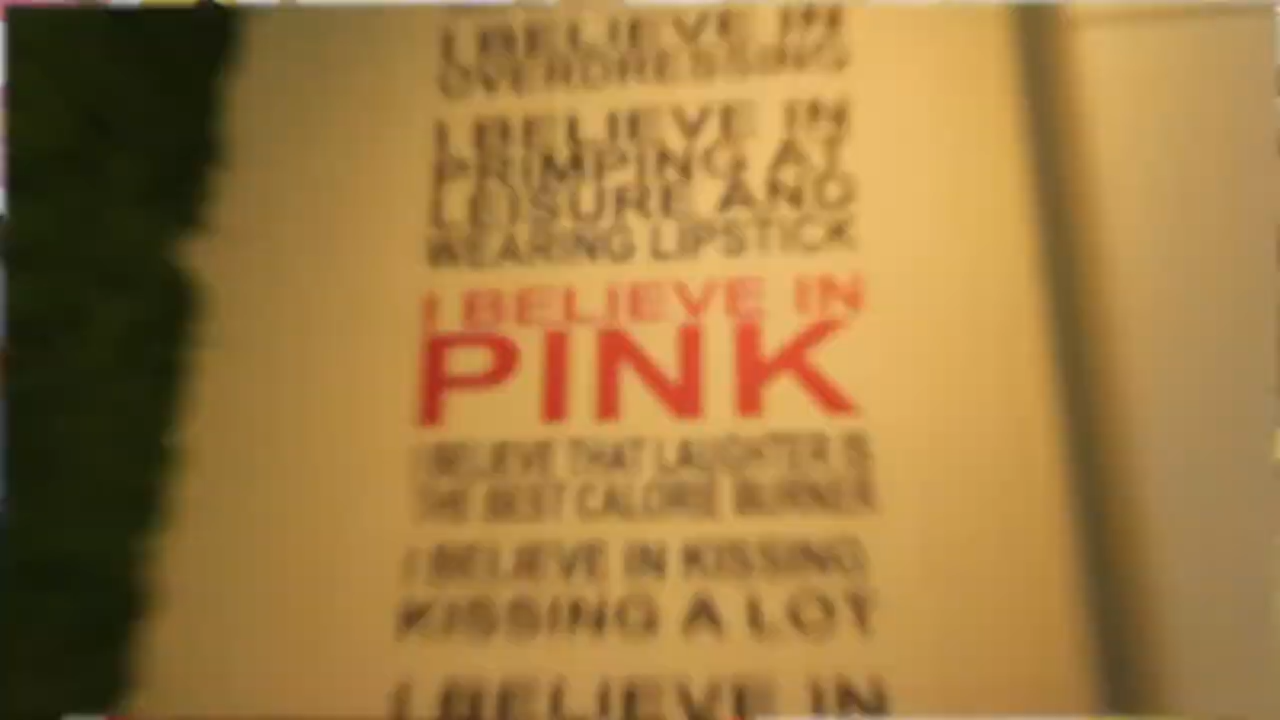 I BELIEVE IN
OVERDRESSING
I BELIEVE IN
PRIMPING AT
LEISURE AND
WEARING LIPSTICK
I BELIEVE IN
PINK
I BELIEVE THAT LAUGHTER IS
THE BEST CALORIE BURNER
I BELIEVE IN KISSING
KISSING A LOT
I BELIEVE IN